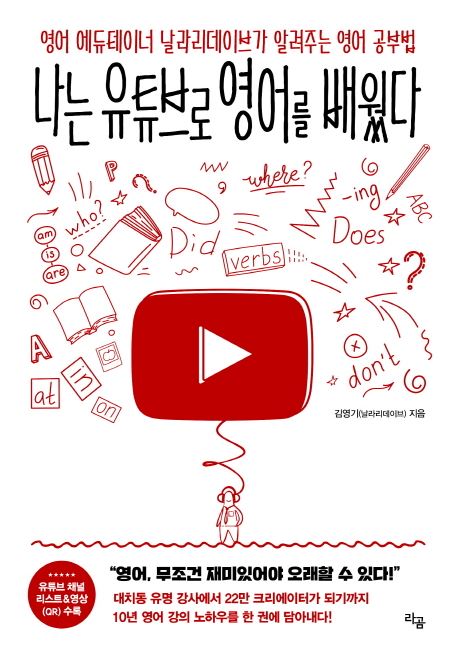 영어 에듀테이너 날라리데이브가 알려주는 영어 공부법
나는 유튜브로 영어를 배웠다
P
?
where?
-ing
ABC
who?
am
is
are
Did
verbs
Does
?
A
at
in
on
x
don't
김영기(날라리데이브) 지음
★★★★★
유튜브 채널
리스트&영상
(QR) 수록
“영어, 무조건 재미있어야 오래할 수 있다!”
대치동 유명 강사에서 22만 크리에이터가 되기까지
10년 영어 강의 노하우를 한 권에 담아내다!
라곰